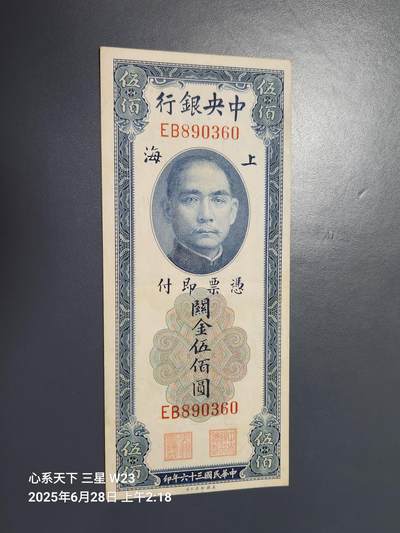 伍佰 伍佰
中央銀行
EB890360
上海
憑票即付
關金伍佰圓
EB890360
伍佰 伍佰
中華民國三十六年印
心系天下 三星 W23
2025年6月28日 上午2:18